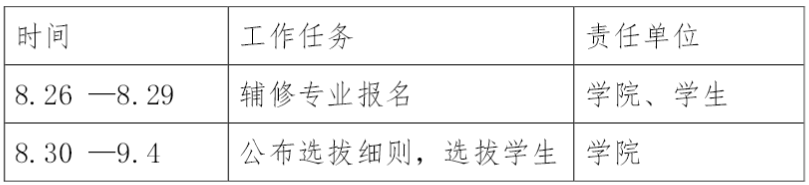 时间 工作任务 责任单位
8.26 —8.29 辅修专业报名 学院、学生
8.30 —9.4 公布选拔细则，选拔学生 学院